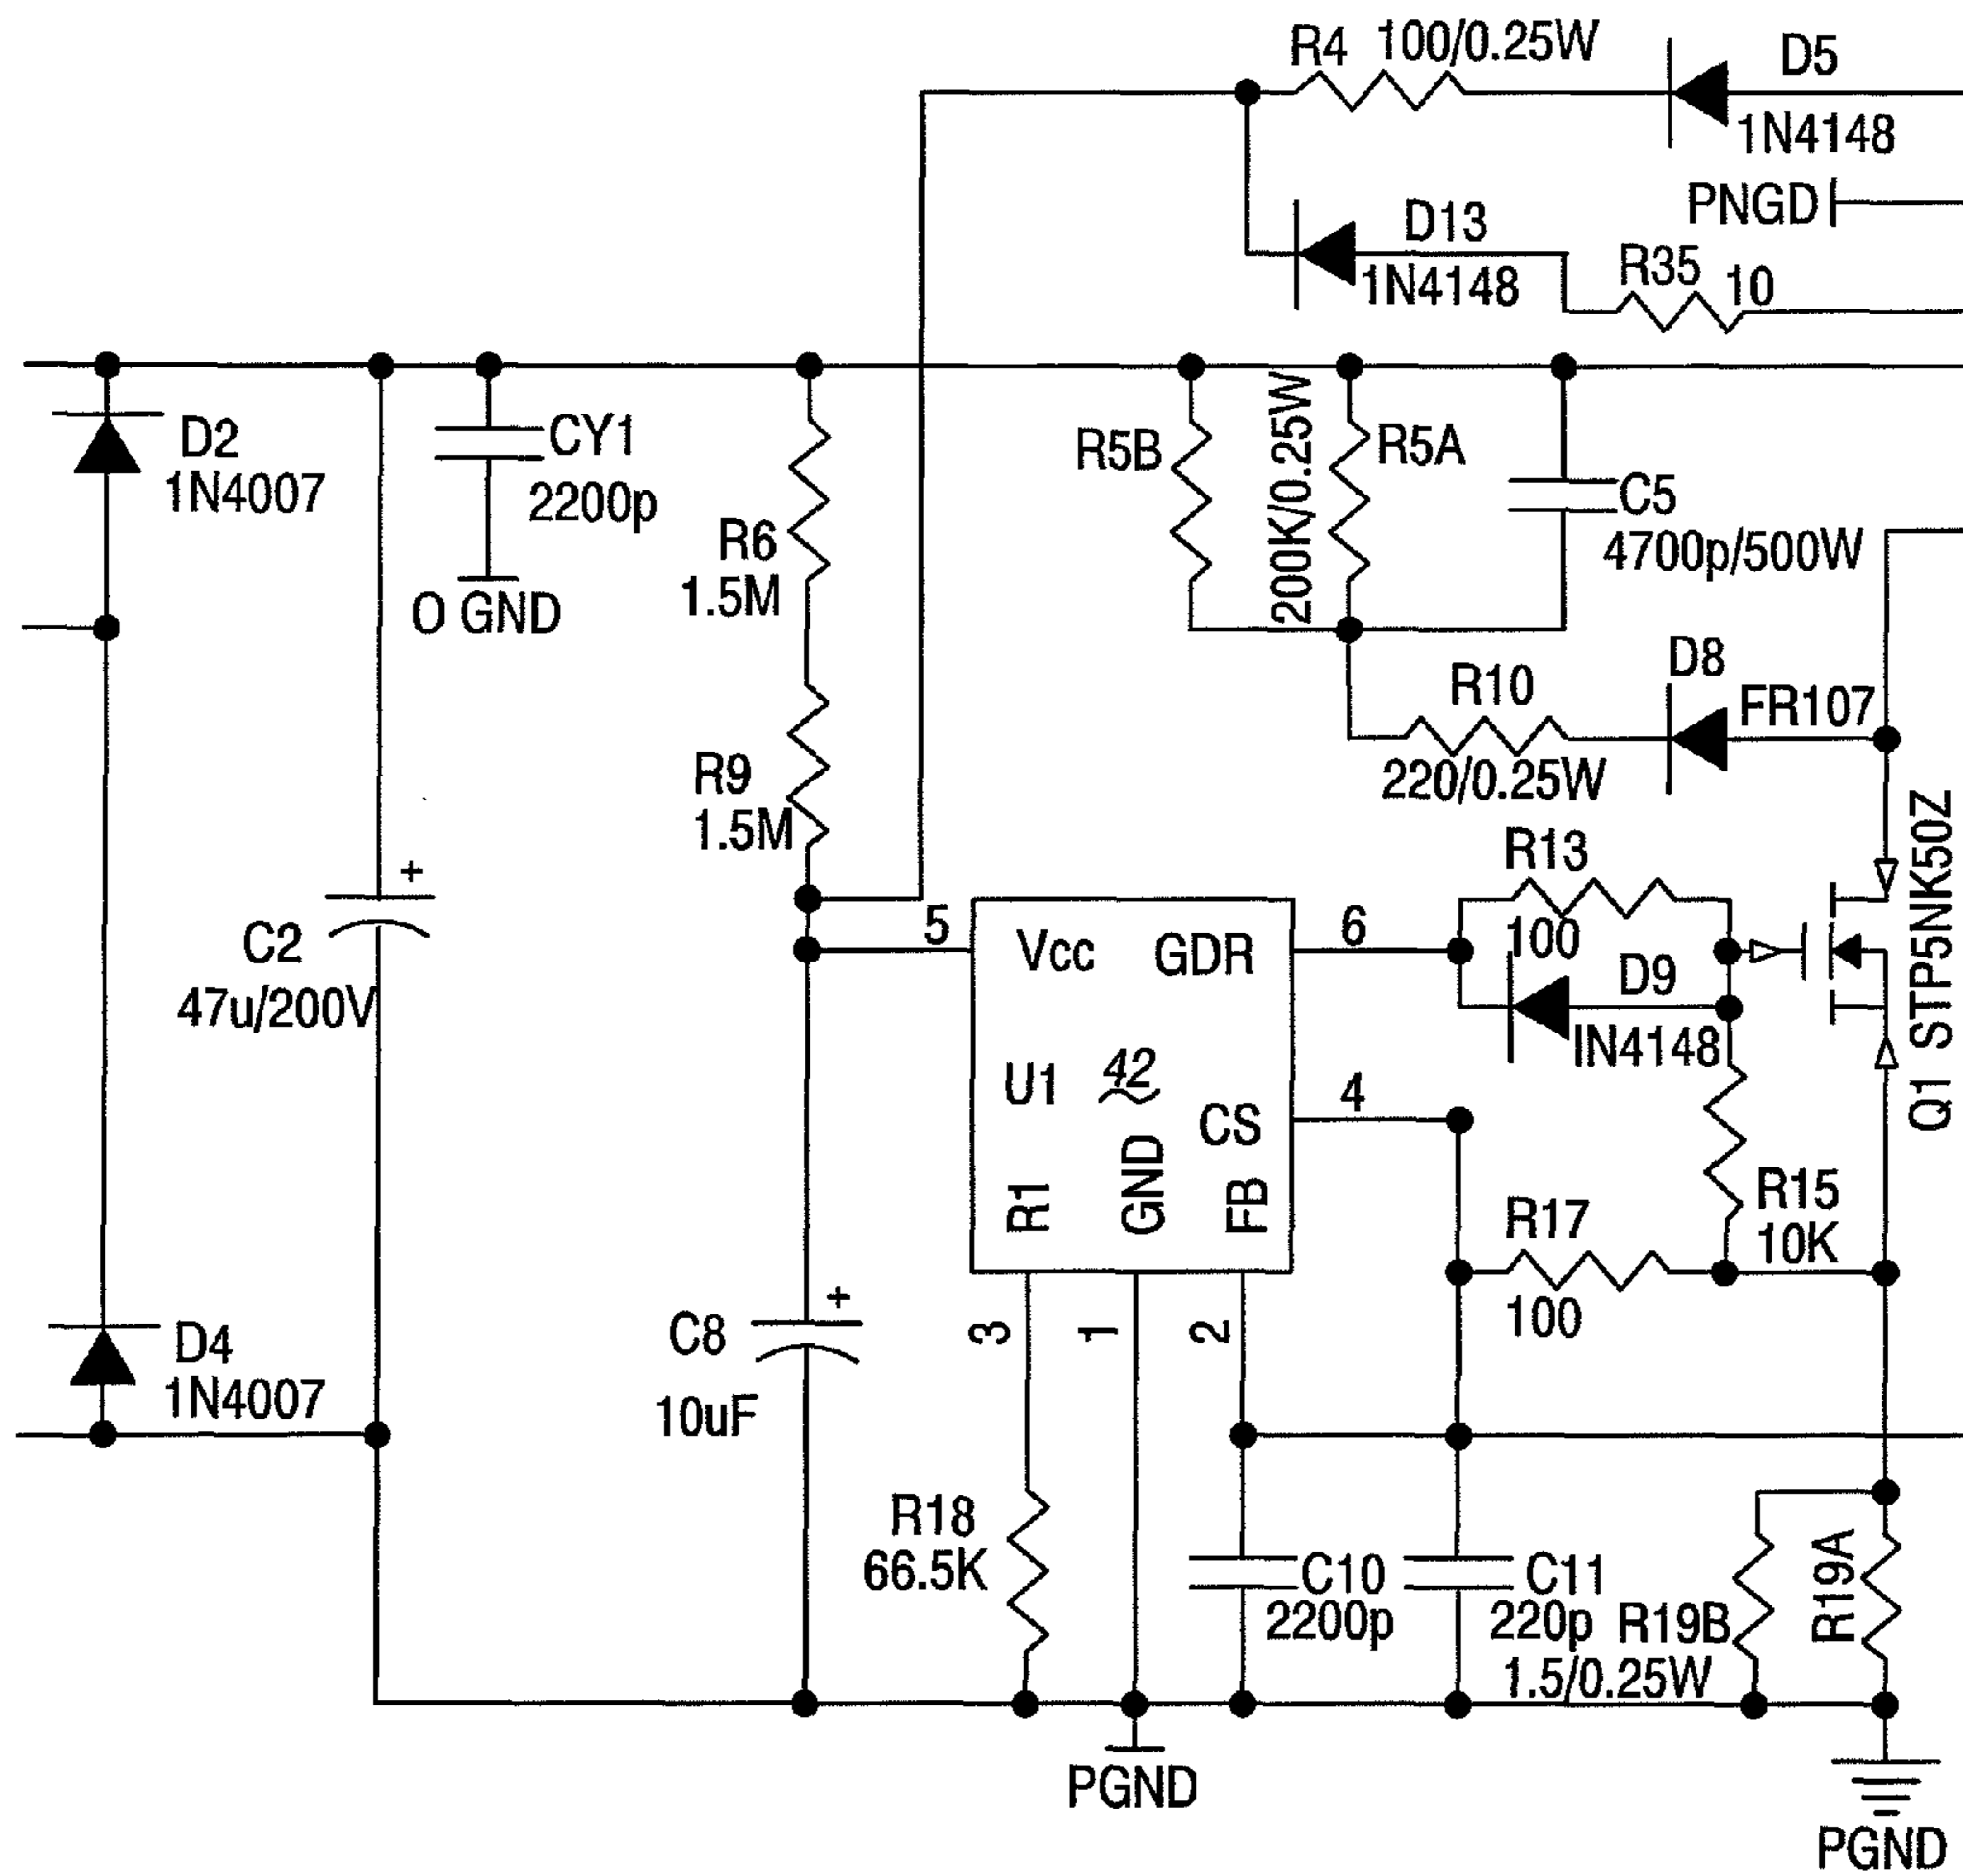 R4 100/0.25W
D5
1N4148
PNGD
D13
1N4148
R35 10
D2
1N4007
CY1
2200p
O GND
R6
1.5M
R5B
200K/0.25W
R5A
C5
4700p/500W
R9
1.5M
R10
220/0.25W
D8
FR107
C2
47u/200V
+
5
Vcc
GDR
6
R13
100
D9
IN4148
Q1 STP5NK50Z
U1
42
CS
4
R1
GND
FB
R17
100
R15
10K
D4
1N4007
C8
10uF
+
3
1
2
R18
66.5K
C10
2200p
C11
220p
R19B
R19A
1.5/0.25W
PGND
PGND